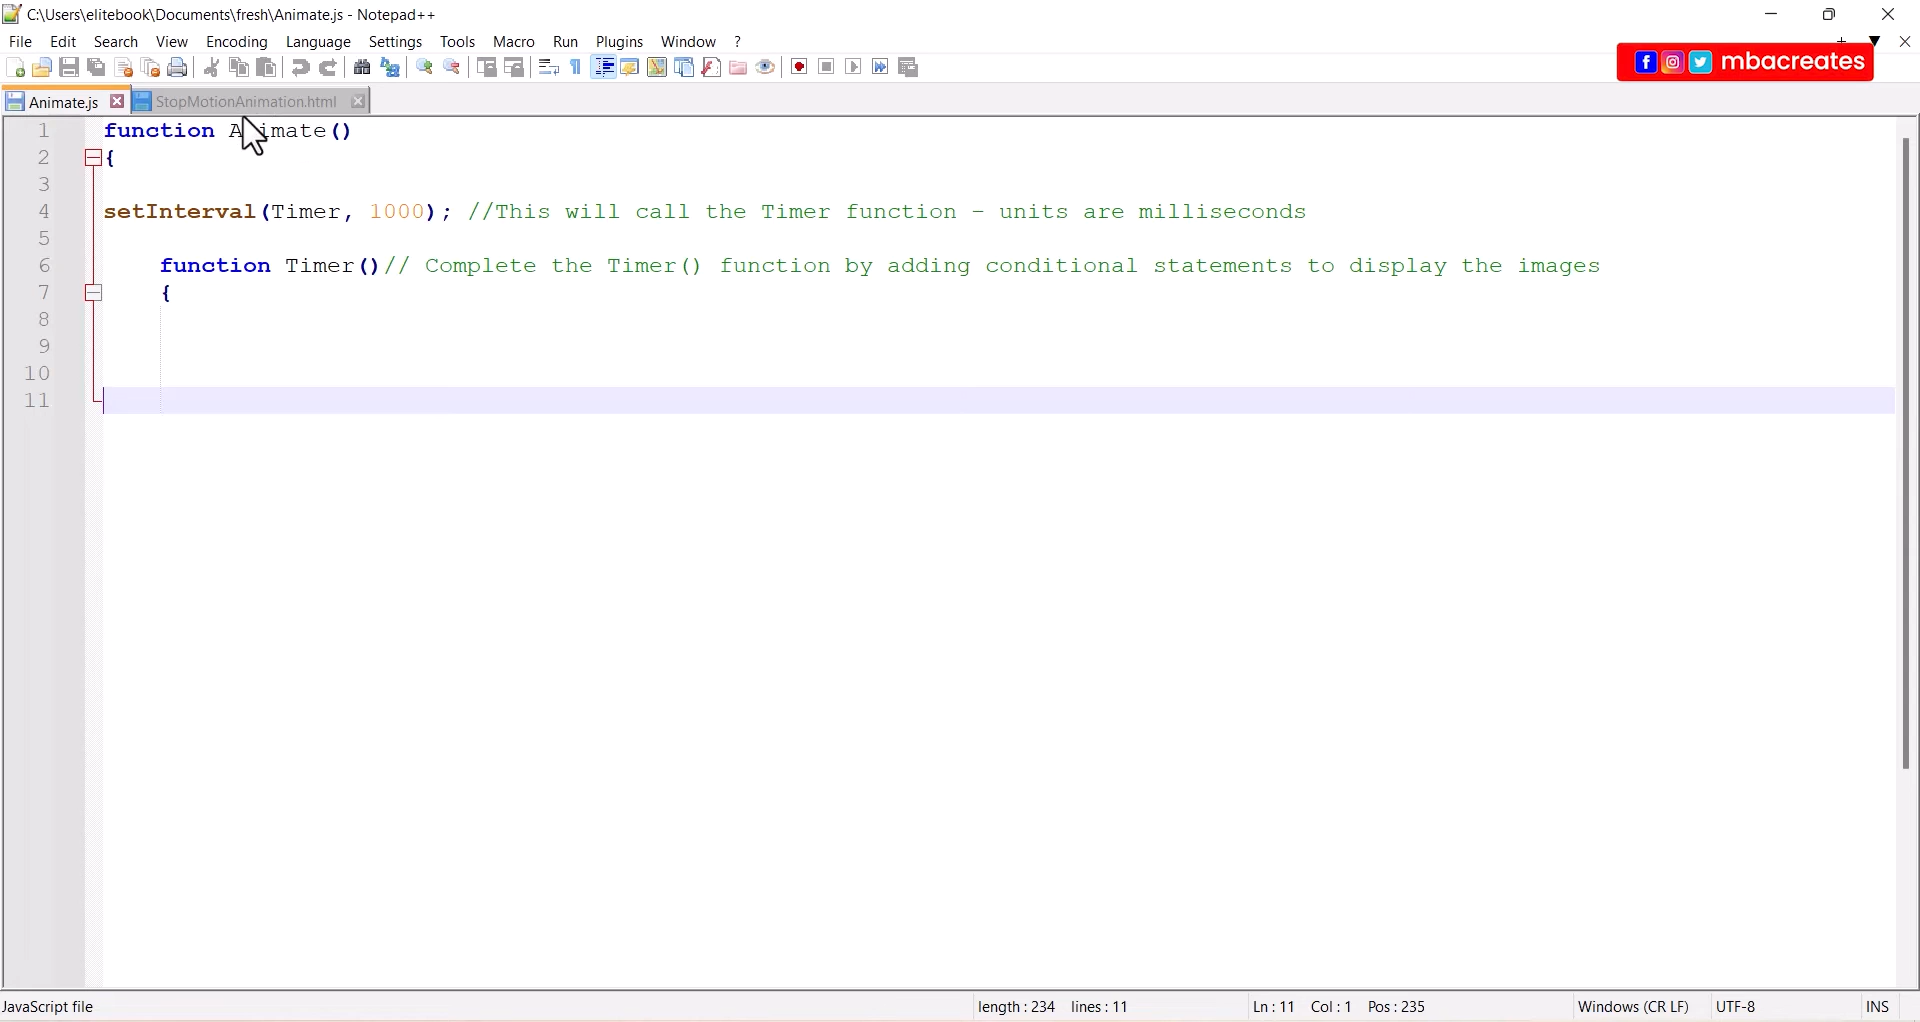 C:\Users\elitebook\Documents\fresh\Animate.js - Notepad++
File Edit Search View Encoding Language Settings Tools Macro Run Plugins Window ?
mbacreates
Animate.js StopMotionAnimation.html
1 function Animate()
2 {
3
4 setInterval(Timer, 1000); //This will call the Timer function - units are milliseconds
5
6 function Timer()// Complete the Timer() function by adding conditional statements to display the images
7 {
8
9
10
11
JavaScript file length : 234 lines : 11 Ln : 11 Col : 1 Pos : 235 Windows (CR LF) UTF-8 INS